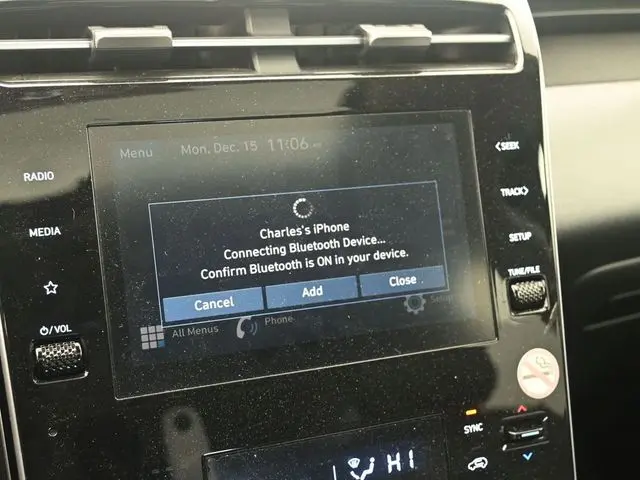 Menu Mon, Dec. 15 11:06
<SEEK
RADIO
TRACK>
MEDIA
Charles's iPhone
Connecting Bluetooth Device...
Confirm Bluetooth is ON in your device.
SETUP
Cancel Add Close
TUNE/FILE
All Menus Phone Setup
/VOL
SYNC
HI